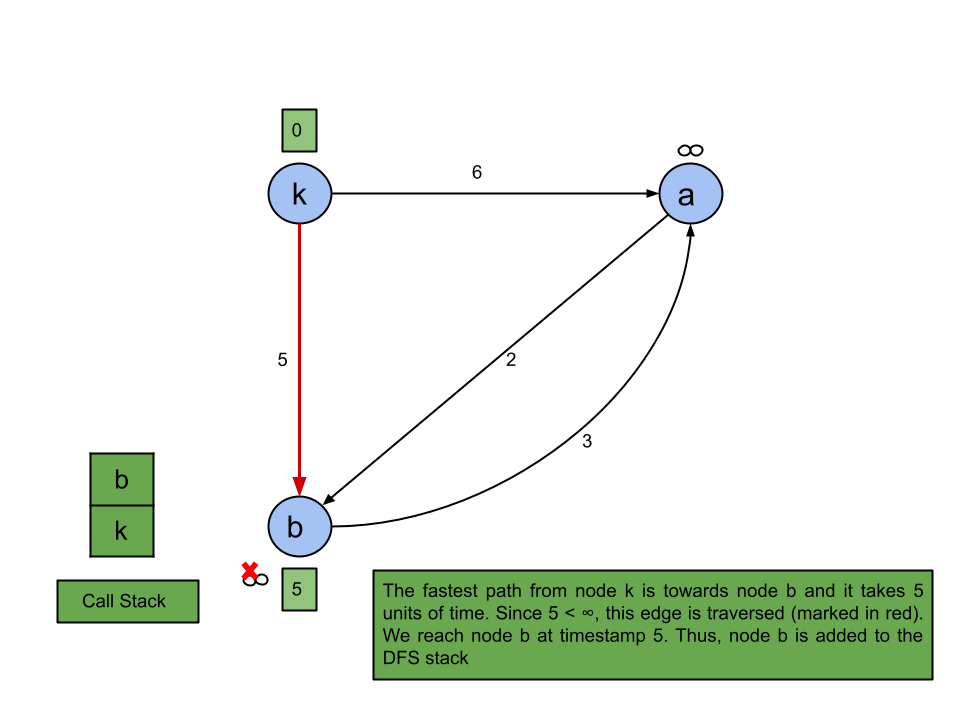 0
∞
k
6
a
5
2
3
b
k
b
∞
5
Call Stack
The fastest path from node k is towards node b and it takes 5
units of time. Since 5 < ∞, this edge is traversed (marked in red).
We reach node b at timestamp 5. Thus, node b is added to the
DFS stack